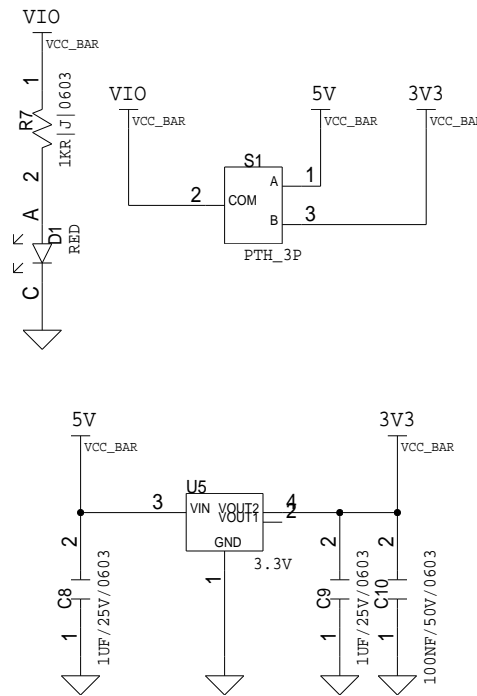 VIO
VCC_BAR
1
R7
1KR|J|0603
2
A
D1
RED
C
VIO
VCC_BAR
5V
VCC_BAR
3V3
VCC_BAR
S1
A
1
2
COM
B
3
PTH_3P
5V
VCC_BAR
3V3
VCC_BAR
U5
3
VIN
VOUT2
4
VOUT1
2
GND
3.3V
1
2
C8
1UF/25V/0603
1
2
C9
1UF/25V/0603
1
2
C10
100NF/50V/0603
1